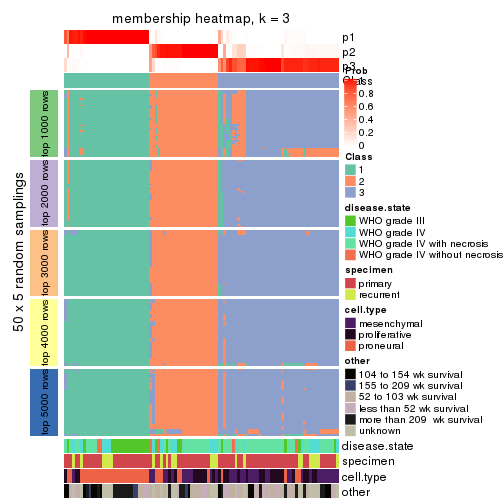 membership heatmap, k = 3
p1
p2
p3
Prob
Class
0.8
0.6
0.4
0.2
0
Class
1
2
3
disease.state
WHO grade III
WHO grade IV
WHO grade IV with necrosis
WHO grade IV without necrosis
specimen
primary
recurrent
cell.type
mesenchymal
proliferative
proneural
other
104 to 154 wk survival
155 to 209 wk survival
52 to 103 wk survival
less than 52 wk survival
more than 209 wk survival
unknown
50 x 5 random samplings
top 1000 rows
top 2000 rows
top 3000 rows
top 4000 rows
top 5000 rows
disease.state
specimen
cell.type
other